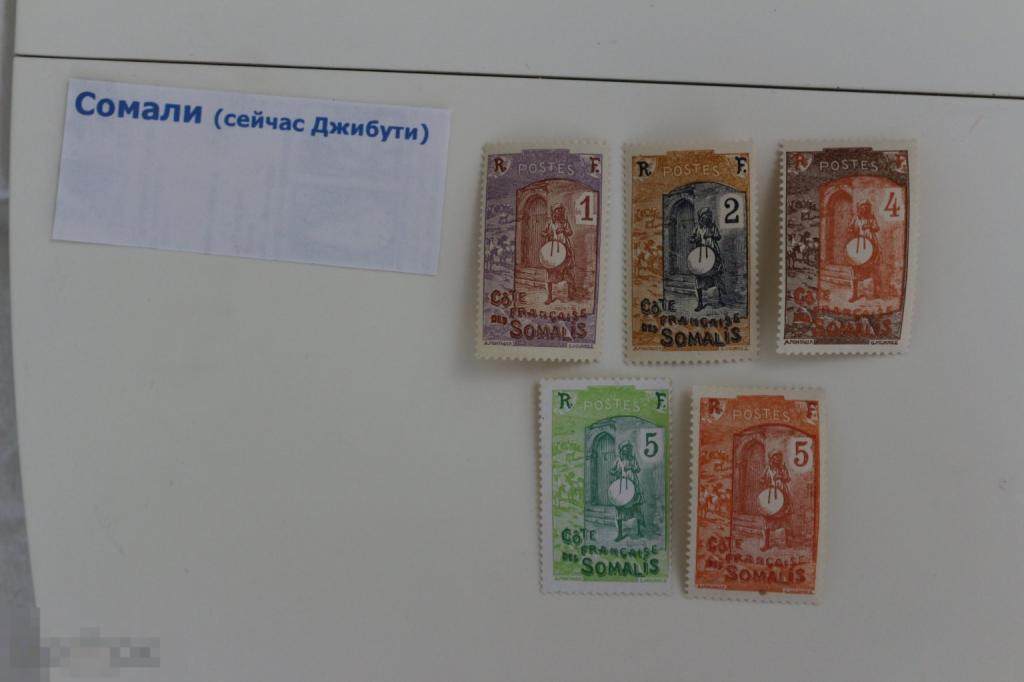 Сомали (сейчас Джибути)
R F.
POSTES
1
CÔTE
FRANÇAISE
DES SOMALIS
R F.
POSTES
2
CÔTE
FRANÇAISE
DES SOMALIS
R F.
POSTES
4
CÔTE
FRANÇAISE
DES SOMALIS
R F.
POSTES
5
CÔTE
FRANÇAISE
DES SOMALIS
R F.
POSTES
5
CÔTE
FRANÇAISE
DES SOMALIS